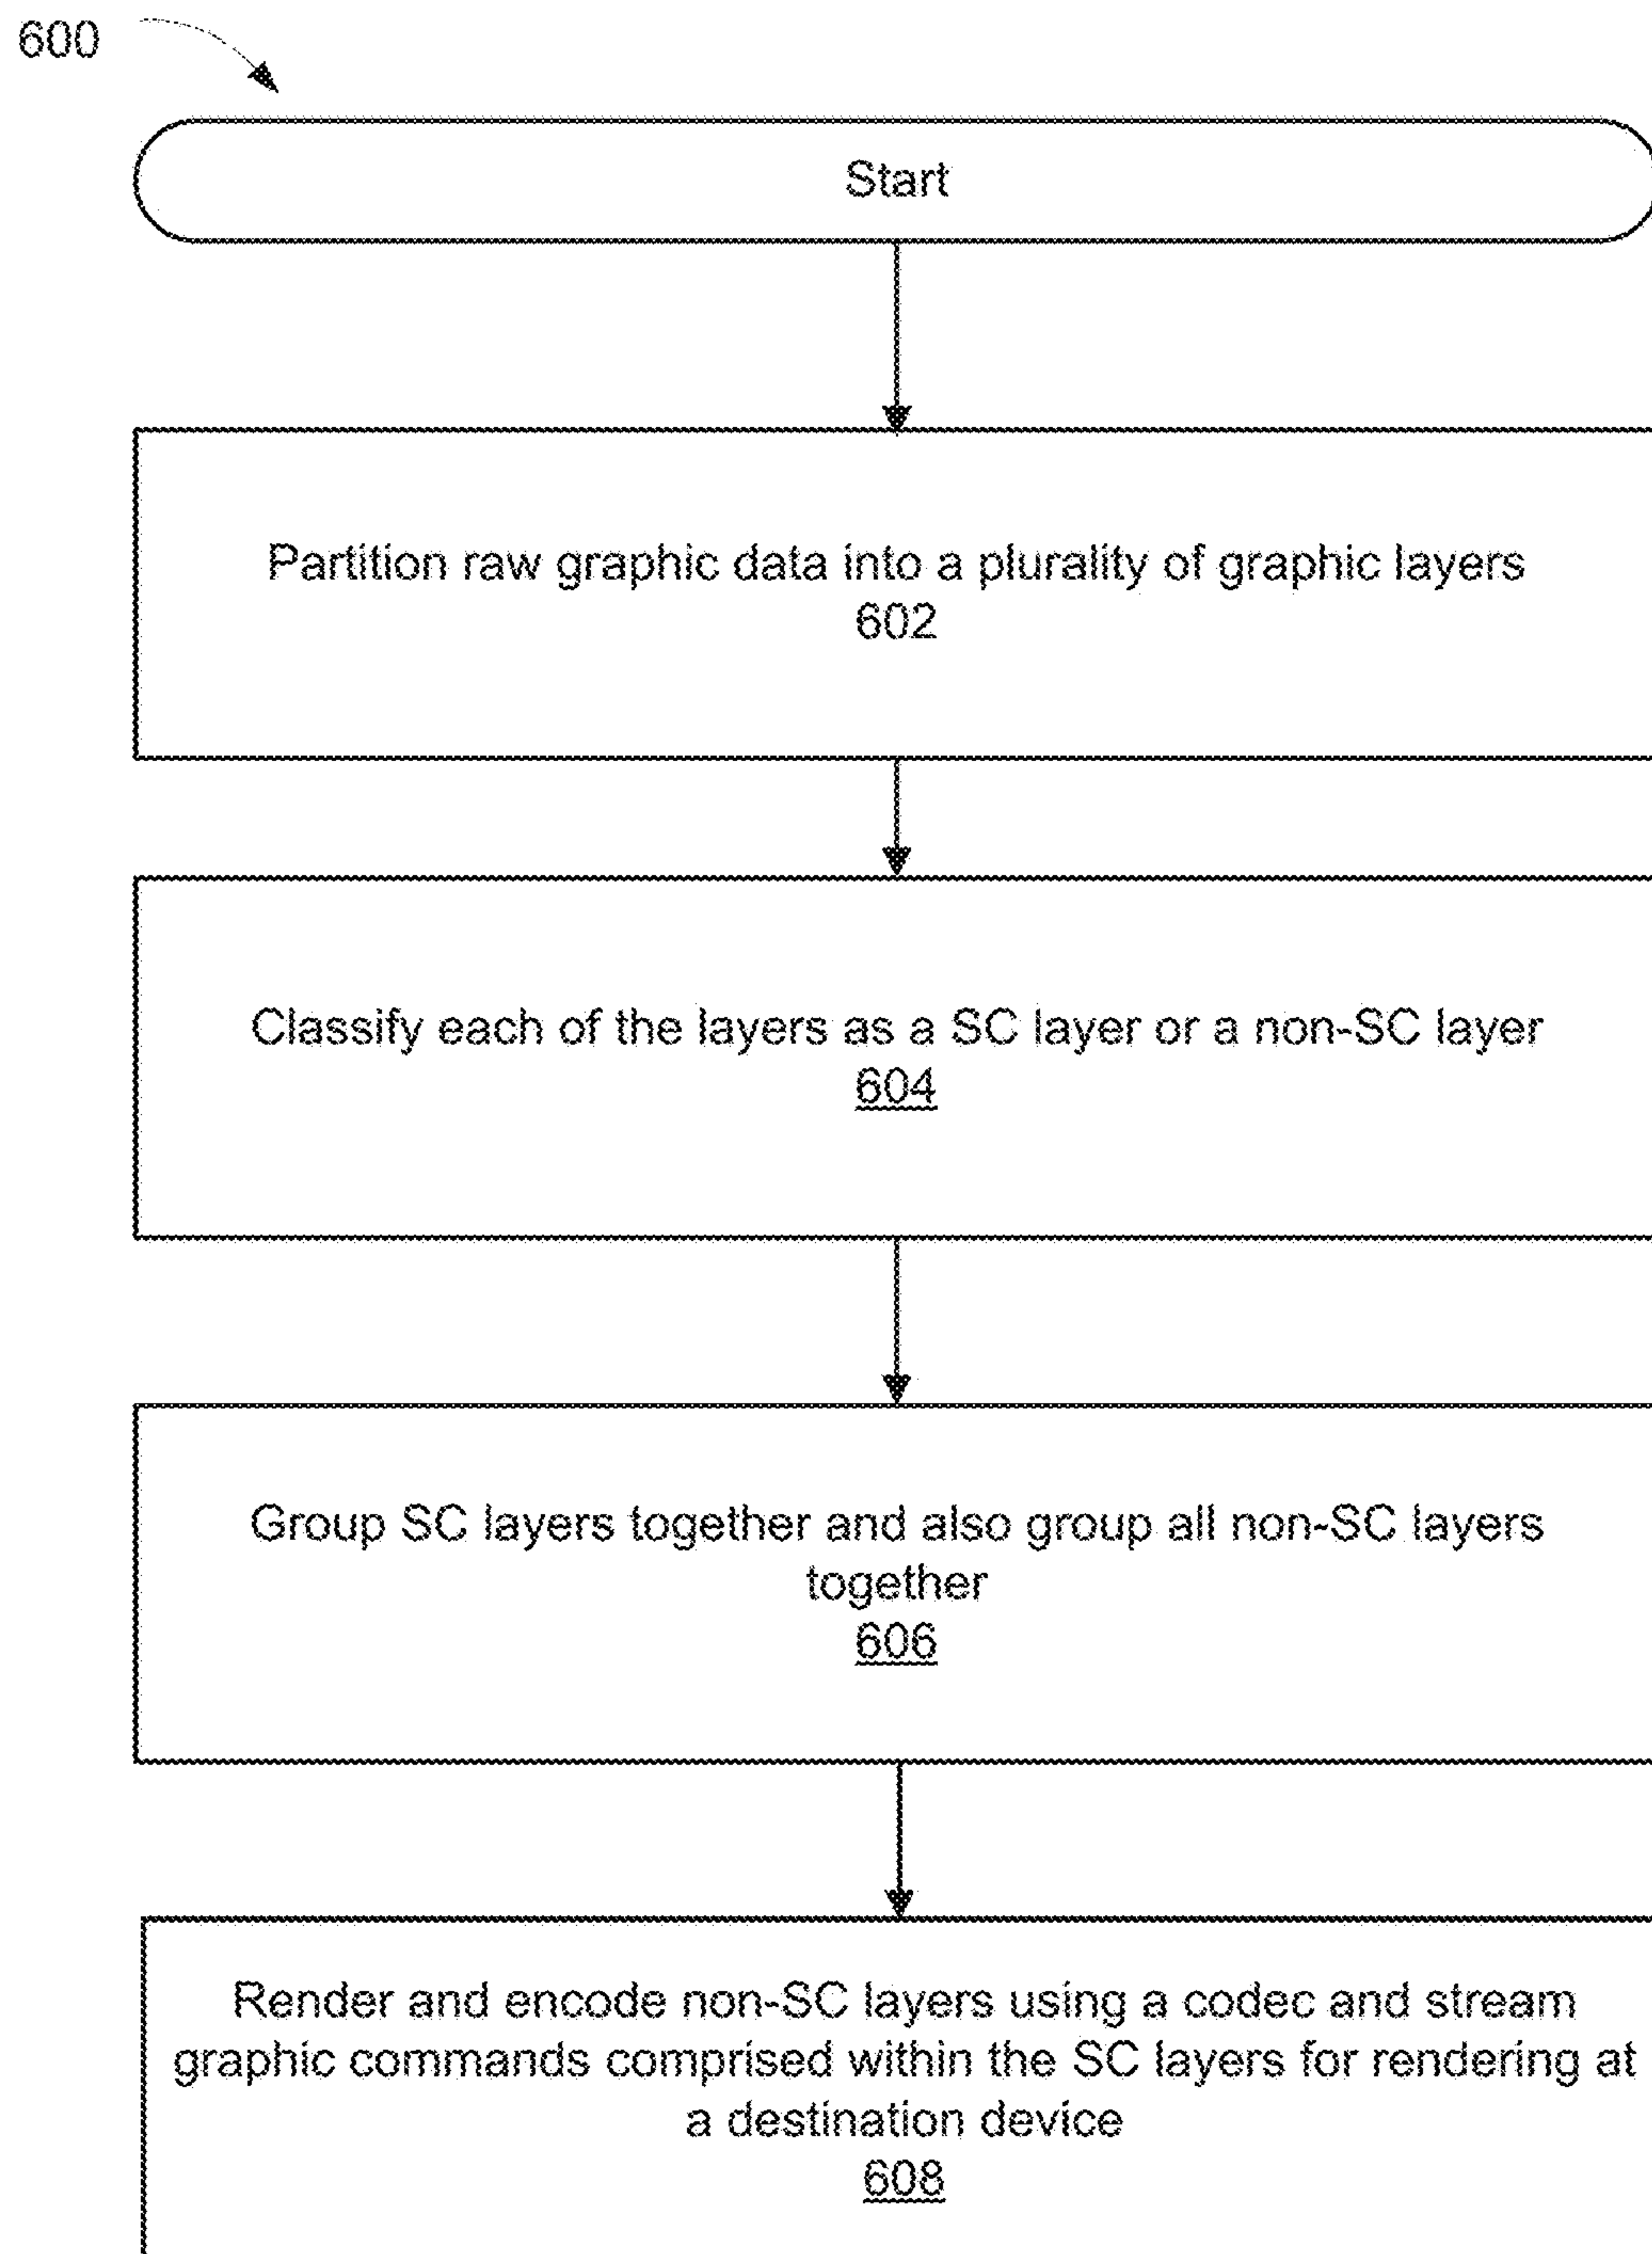 600
Start
Partition raw graphic data into a plurality of graphic layers
602
Classify each of the layers as a SC layer or a non-SC layer
604
Group SC layers together and also group all non-SC layers
together
606
Render and encode non-SC layers using a codec and stream
graphic commands comprised within the SC layers for rendering at
a destination device
608